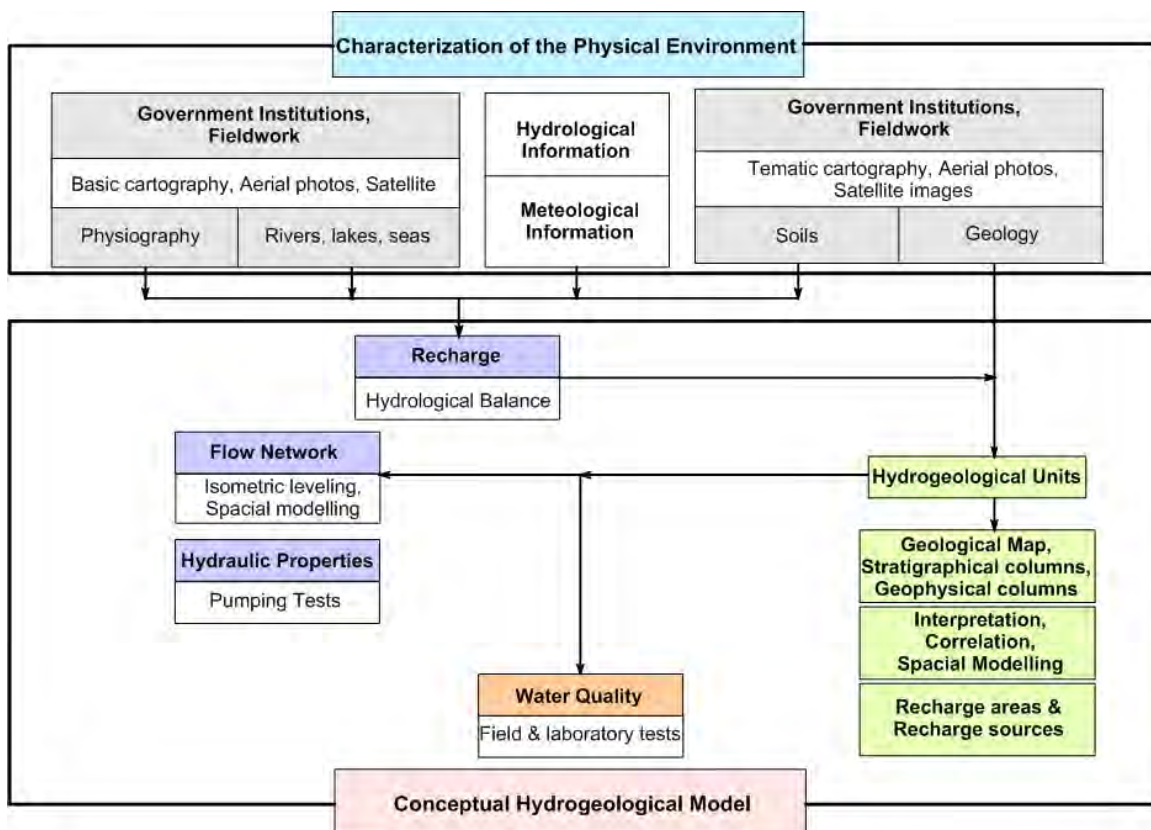 Characterization of the Physical Environment
Government Institutions,
Fieldwork
Basic cartography, Aerial photos, Satellite
Physiography
Rivers, lakes, seas
Hydrological
Information
Meteological
Information
Government Institutions,
Fieldwork
Tematic cartography, Aerial photos,
Satellite images
Soils
Geology
Recharge
Hydrological Balance
Flow Network
Isometric leveling,
Spacial modelling
Hydraulic Properties
Pumping Tests
Hydrogeological Units
Geological Map,
Stratigraphical columns,
Geophysical columns
Interpretation,
Correlation,
Spacial Modelling
Recharge areas &
Recharge sources
Water Quality
Field & laboratory tests
Conceptual Hydrogeological Model